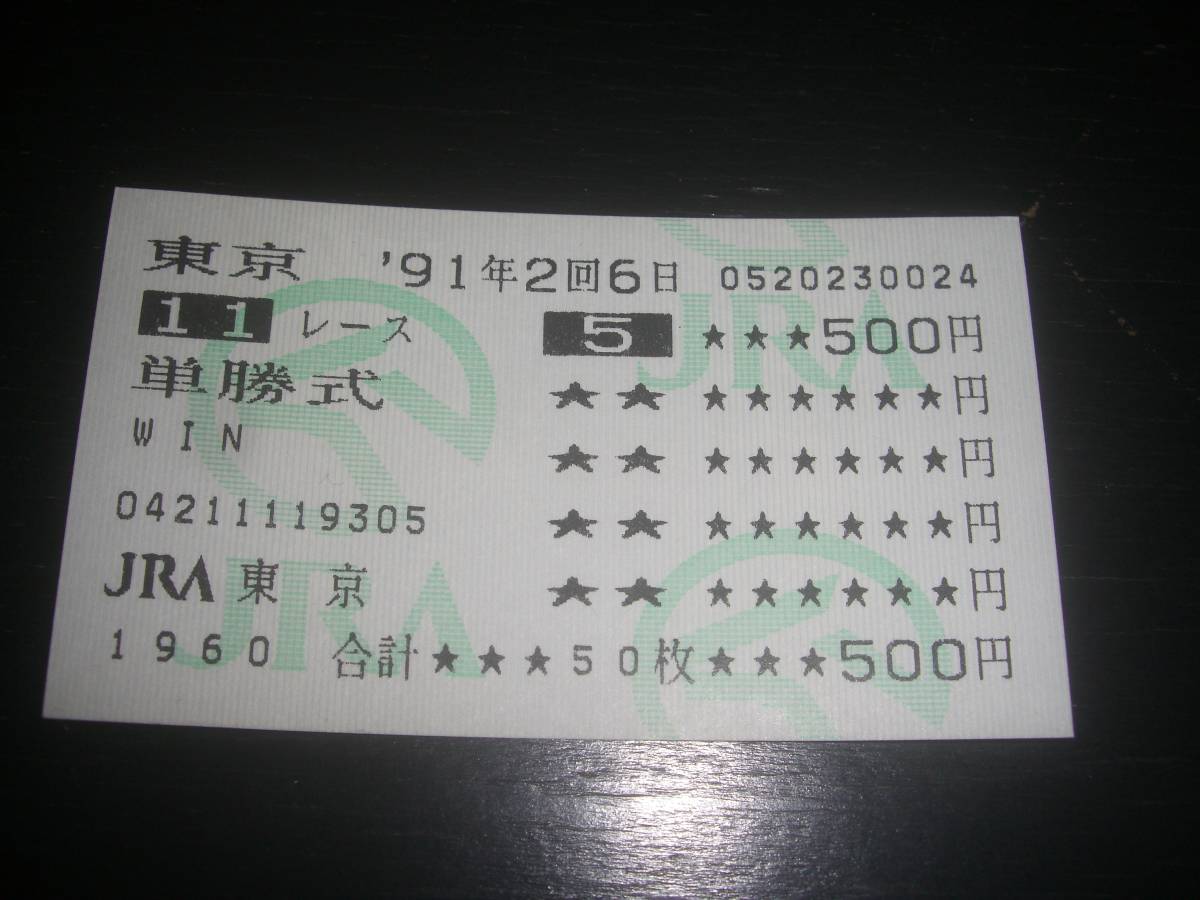 東京 '91年2回6日 0520230024
11 レース 5 ★★★500円
単勝式 ★★ ★★★★★★円
WIN ★★ ★★★★★★円
04211119305 ★★ ★★★★★★円
JRA 東京 ★★ ★★★★★★円
1960 合計★★★50枚★★★500円
JRA
JRA